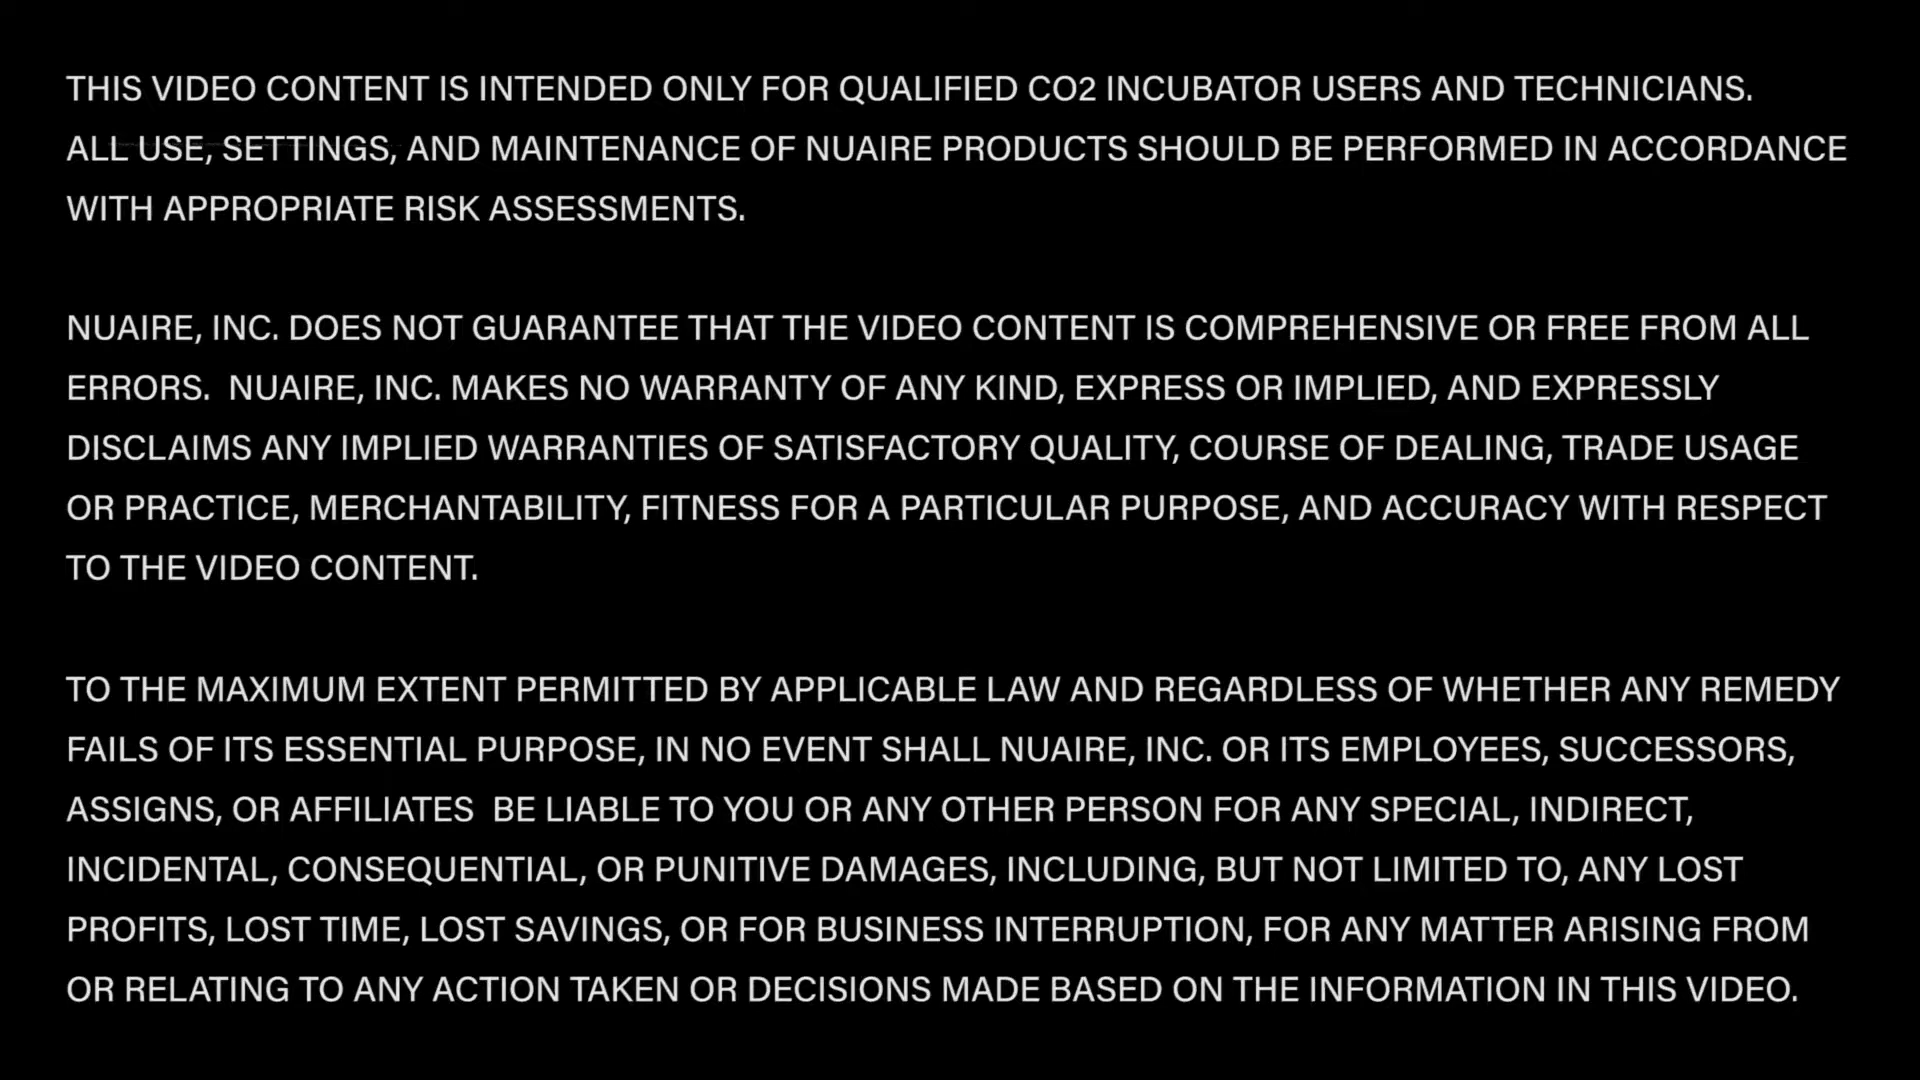 THIS VIDEO CONTENT IS INTENDED ONLY FOR QUALIFIED CO2 INCUBATOR USERS AND TECHNICIANS.
ALL USE, SETTINGS, AND MAINTENANCE OF NUAIRE PRODUCTS SHOULD BE PERFORMED IN ACCORDANCE
WITH APPROPRIATE RISK ASSESSMENTS.
NUAIRE, INC. DOES NOT GUARANTEE THAT THE VIDEO CONTENT IS COMPREHENSIVE OR FREE FROM ALL
ERRORS.  NUAIRE, INC. MAKES NO WARRANTY OF ANY KIND, EXPRESS OR IMPLIED, AND EXPRESSLY
DISCLAIMS ANY IMPLIED WARRANTIES OF SATISFACTORY QUALITY, COURSE OF DEALING, TRADE USAGE
OR PRACTICE, MERCHANTABILITY, FITNESS FOR A PARTICULAR PURPOSE, AND ACCURACY WITH RESPECT
TO THE VIDEO CONTENT.
TO THE MAXIMUM EXTENT PERMITTED BY APPLICABLE LAW AND REGARDLESS OF WHETHER ANY REMEDY
FAILS OF ITS ESSENTIAL PURPOSE, IN NO EVENT SHALL NUAIRE, INC. OR ITS EMPLOYEES, SUCCESSORS,
ASSIGNS, OR AFFILIATES  BE LIABLE TO YOU OR ANY OTHER PERSON FOR ANY SPECIAL, INDIRECT,
INCIDENTAL, CONSEQUENTIAL, OR PUNITIVE DAMAGES, INCLUDING, BUT NOT LIMITED TO, ANY LOST
PROFITS, LOST TIME, LOST SAVINGS, OR FOR BUSINESS INTERRUPTION, FOR ANY MATTER ARISING FROM
OR RELATING TO ANY ACTION TAKEN OR DECISIONS MADE BASED ON THE INFORMATION IN THIS VIDEO.